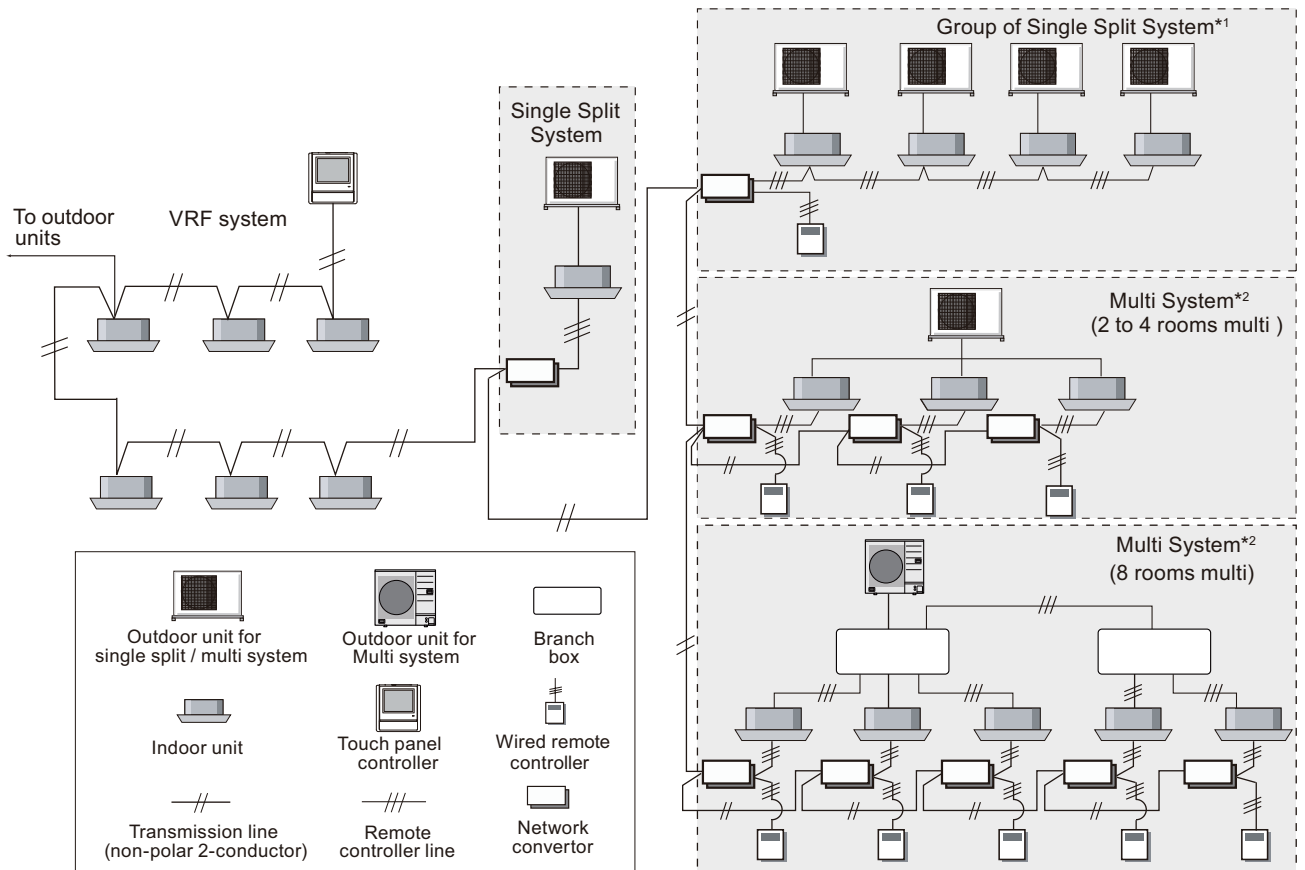 Group of Single Split System*1
Single Split
System
To outdoor
units
VRF system
Multi System*2
(2 to 4 rooms multi )
Multi System*2
(8 rooms multi)
Outdoor unit for
single split / multi system
Outdoor unit for
Multi system
Branch
box
Indoor unit
Touch panel
controller
Wired remote
controller
Transmission line
(non-polar 2-conductor)
Remote
controller line
Network
convertor